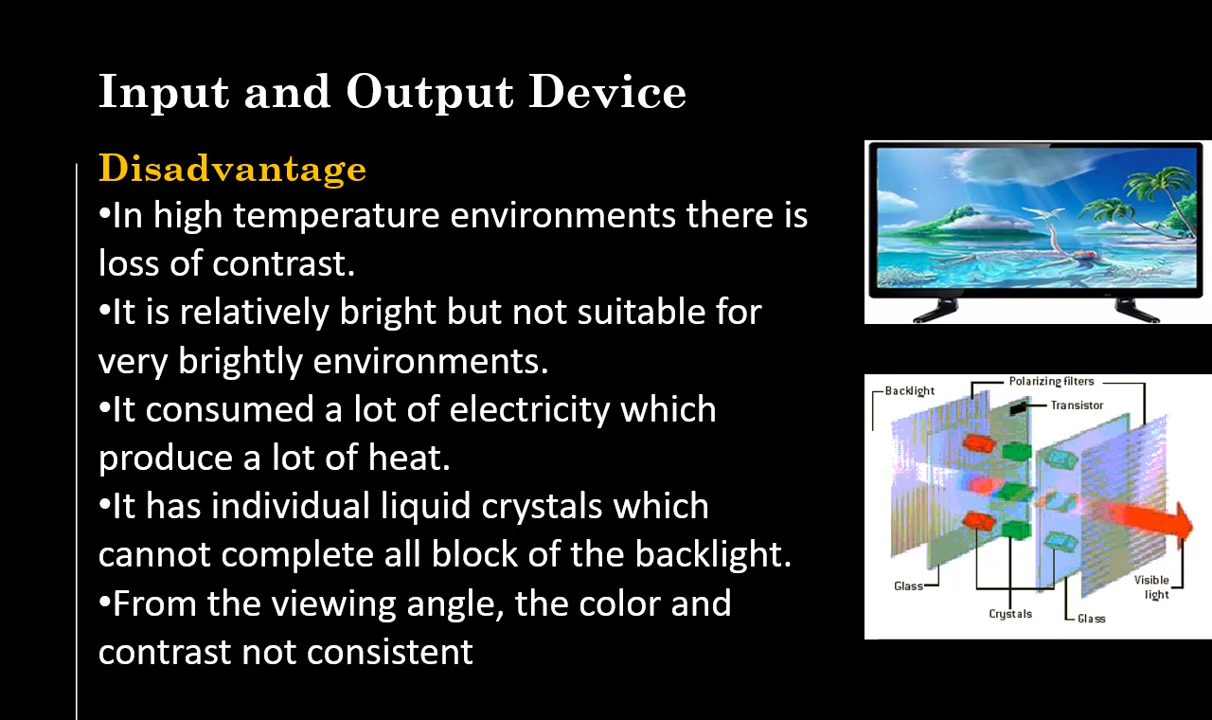 Input and Output Device
Disadvantage
•In high temperature environments there is
loss of contrast.
•It is relatively bright but not suitable for
very brightly environments.
•It consumed a lot of electricity which
produce a lot of heat.
•It has individual liquid crystals which
cannot complete all block of the backlight.
•From the viewing angle, the color and
contrast not consistent
Polarizing filters
Backlight
Transistor
Glass
Visible
light
Crystals
Glass